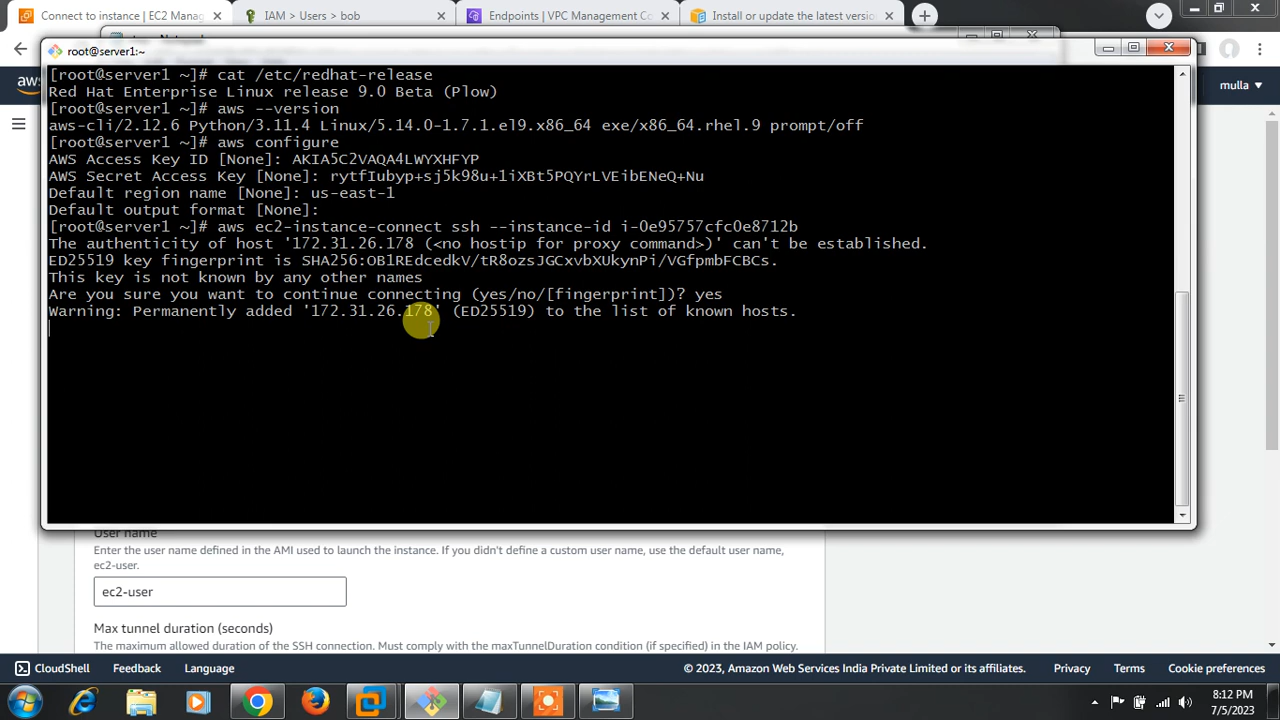 Connect to instance | EC2 Manag
IAM > Users > bob
Endpoints | VPC Management Co
Install or update the latest versio
aws
mulla
root@server1:~
[root@server1 ~]# cat /etc/redhat-release
Red Hat Enterprise Linux release 9.0 Beta (Plow)
[root@server1 ~]# aws --version
aws-cli/2.12.6 Python/3.11.4 Linux/5.14.0-1.7.1.el9.x86_64 exe/x86_64.rhel.9 prompt/off
[root@server1 ~]# aws configure
AWS Access Key ID [None]: AKIA5C2VAQA4LWYXHFYP
AWS Secret Access Key [None]: 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
Default region name [None]: us-east-1
Default output format [None]:
[root@server1 ~]# aws ec2-instance-connect ssh --instance-id i-0e95757cfc0e8712b
The authenticity of host '172.31.26.178 (<no hostip for proxy command>)' can't be established.
ED25519 key fingerprint is SHA256:OB1REdcedkV/tR8ozsJGCxvbXUkynPi/VGfpmbFCBCs.
This key is not known by any other names
Are you sure you want to continue connecting (yes/no/[fingerprint])? yes
Warning: Permanently added '172.31.26.178' (ED25519) to the list of known hosts.
User name
Enter the user name defined in the AMI used to launch the instance. If you didn't define a custom user name, use the default user name,
ec2-user.
ec2-user
Max tunnel duration (seconds)
The maximum allowed duration of the SSH connection. Must comply with the maxTunnelDuration condition (if specified) in the IAM policy.
CloudShell Feedback Language © 2023, Amazon Web Services India Private Limited or its affiliates. Privacy Terms Cookie preferences
8:12 PM
7/5/2023